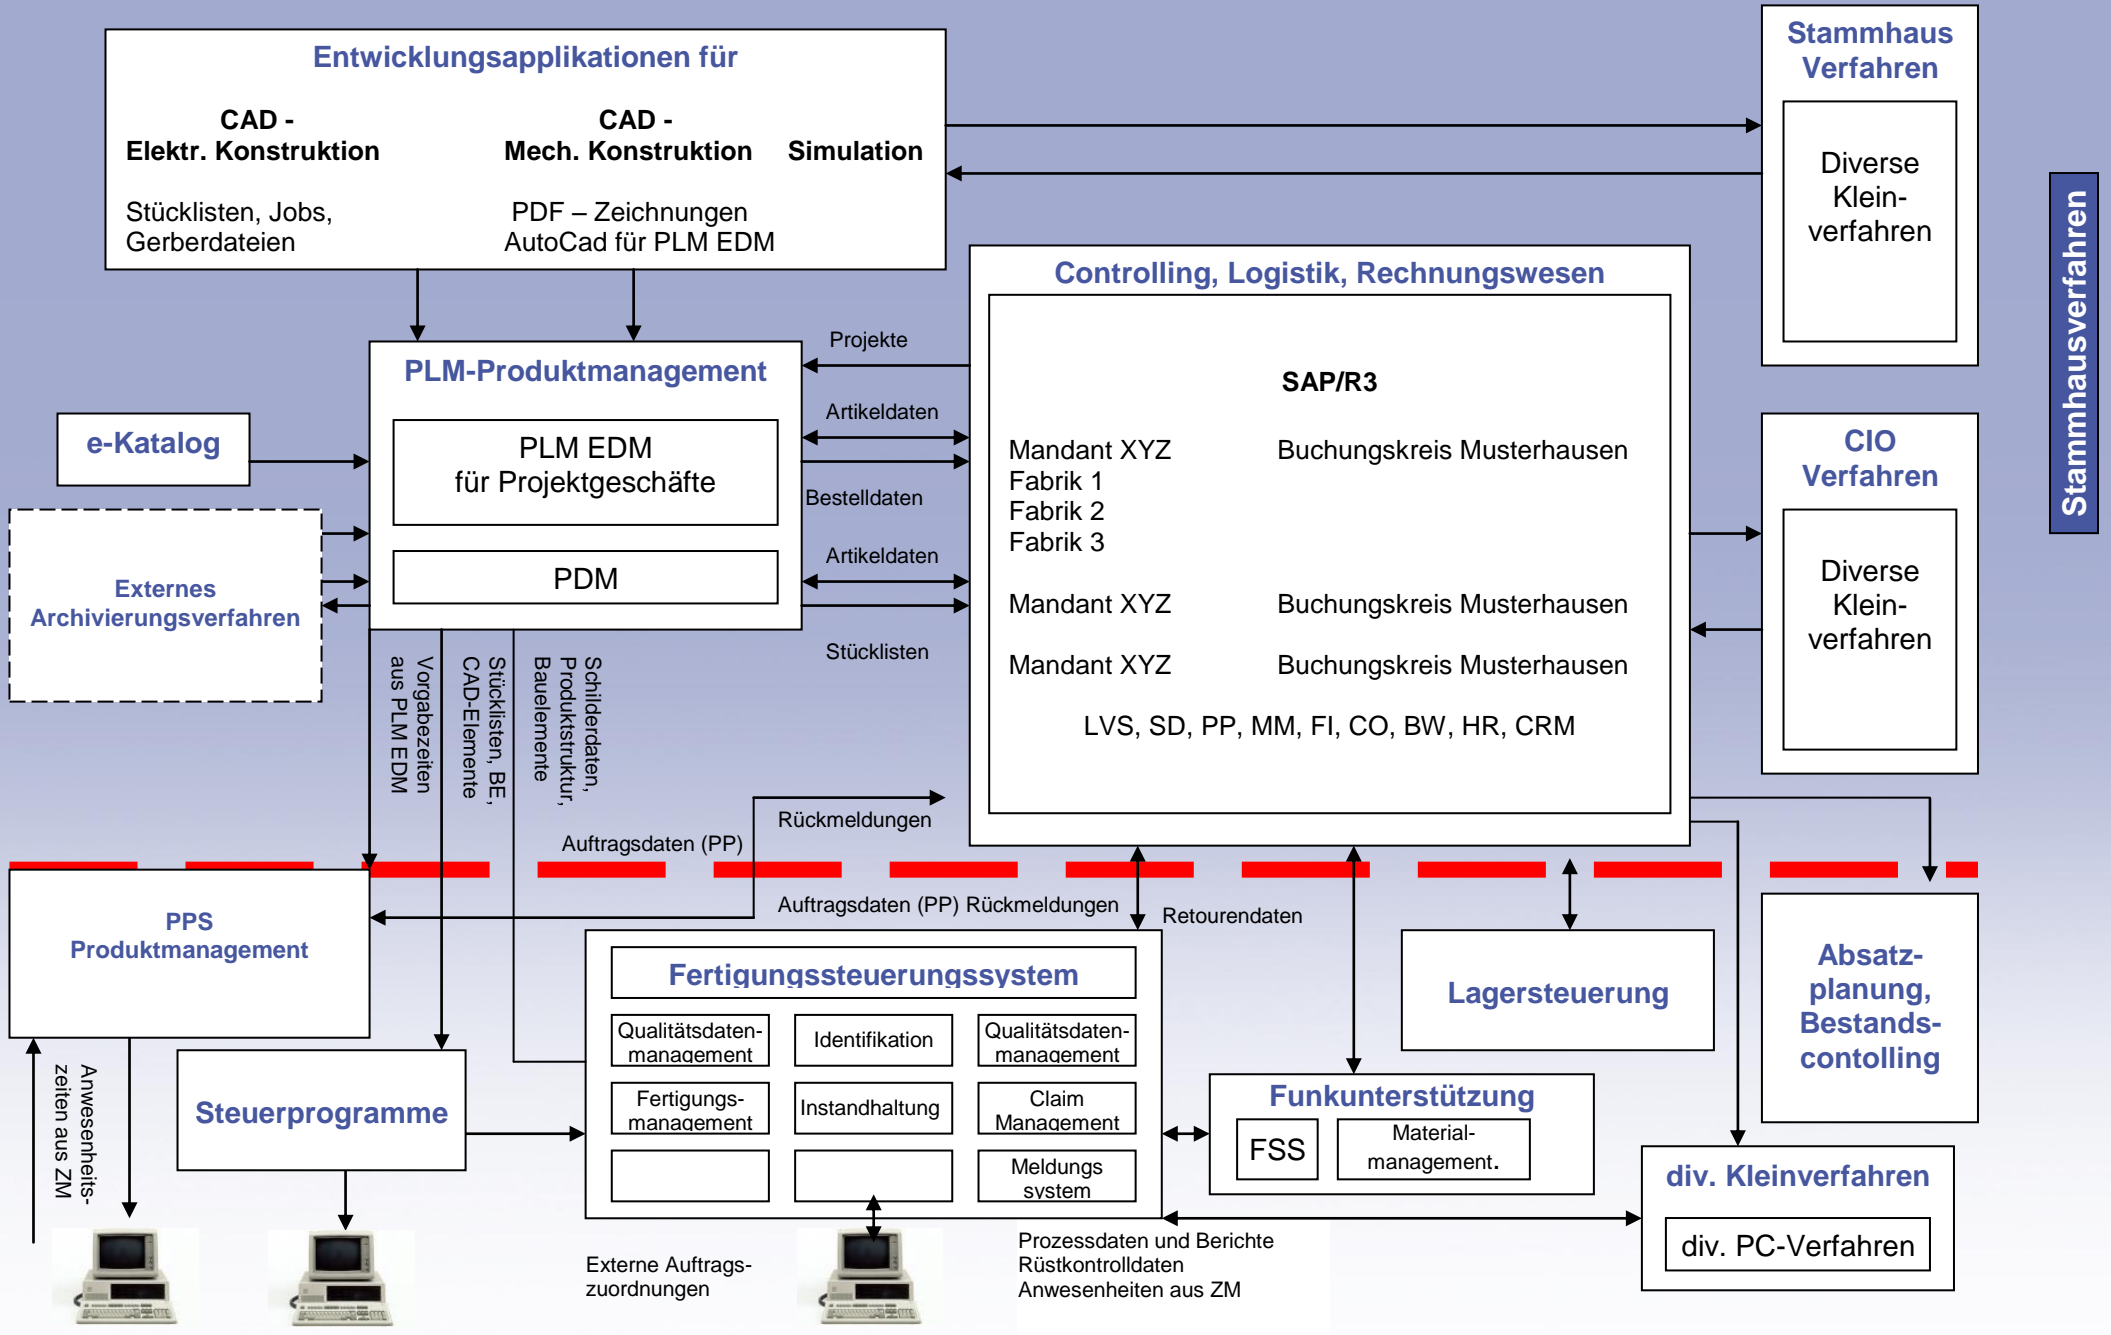 Entwicklungsapplikationen für
CAD -
Elektr. Konstruktion
CAD -
Mech. Konstruktion
Simulation
Stücklisten, Jobs,
Gerberdateien
PDF – Zeichnungen
AutoCad für PLM EDM
Stammhaus
Verfahren
Diverse
Klein-
verfahren
Stammhausverfahren
Controlling, Logistik, Rechnungswesen
SAP/R3
Mandant XYZ
Buchungskreis Musterhausen
Fabrik 1
Fabrik 2
Fabrik 3
Mandant XYZ
Buchungskreis Musterhausen
Mandant XYZ
Buchungskreis Musterhausen
LVS, SD, PP, MM, FI, CO, BW, HR, CRM
PLM-Produktmanagement
PLM EDM
für Projektgeschäfte
PDM
Projekte
Artikeldaten
Bestelldaten
Artikeldaten
Stücklisten
e-Katalog
Externes
Archivierungsverfahren
CIO
Verfahren
Diverse
Klein-
verfahren
Vorgabezeiten
aus PLM EDM
Stücklisten, BE,
CAD-Elemente
Schilderdaten,
Produktstruktur,
Bauelemente
Rückmeldungen
Auftragsdaten (PP)
Auftragsdaten (PP) Rückmeldungen
Retourendaten
PPS
Produktmanagement
Anwesenheits-
zeiten aus ZM
Steuerprogramme
Fertigungssteuerungssystem
Qualitätsdaten-
management
Identifikation
Qualitätsdaten-
management
Fertigungs-
management
Instandhaltung
Claim
Management
Meldungs
system
Lagersteuerung
Absatz-
planung,
Bestands-
contolling
Funkunterstützung
FSS
Material-
management.
div. Kleinverfahren
div. PC-Verfahren
Externe Auftrags-
zuordnungen
Prozessdaten und Berichte
Rüstkontrolldaten
Anwesenheiten aus ZM